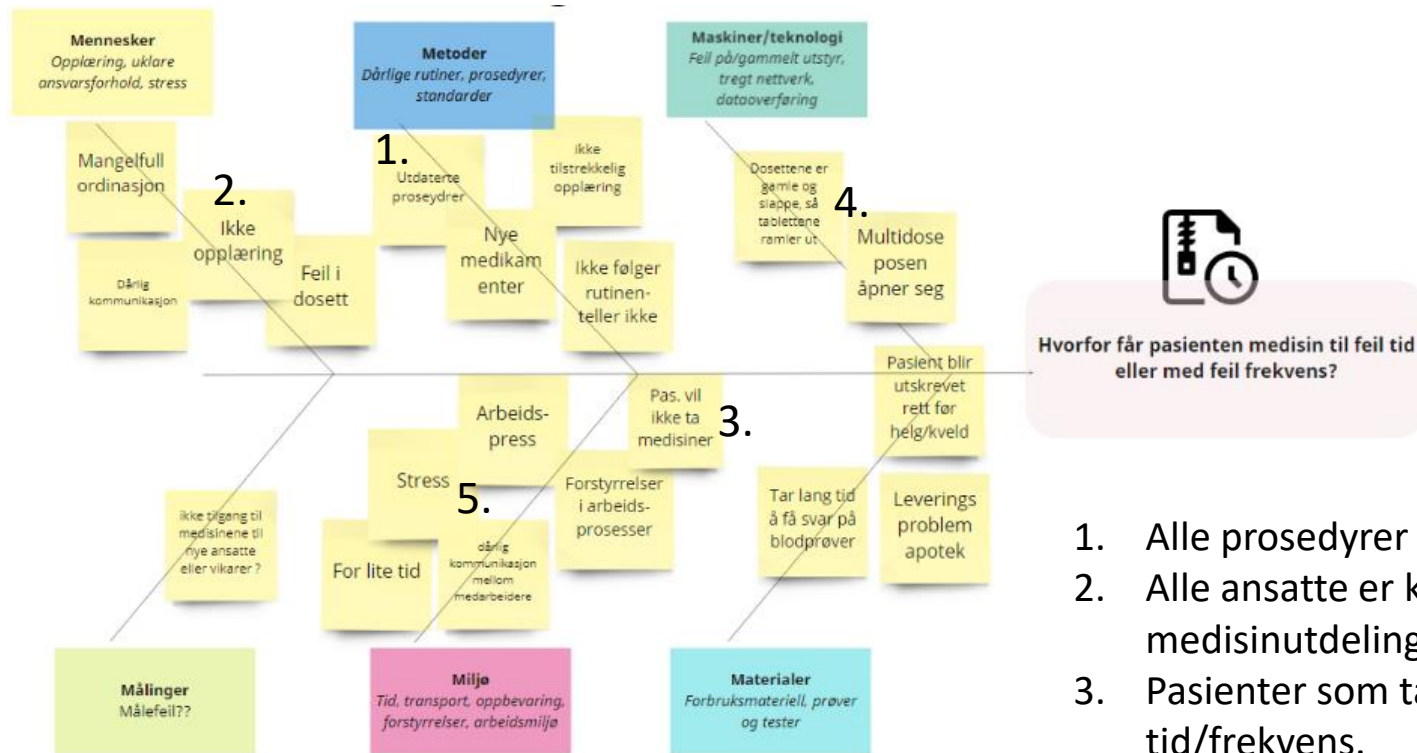 Mennesker
Opplæring, uklare
ansvarsforhold, stress
Metoder
Dårlige rutiner, prosedyrer,
standarder
Maskiner/teknologi
Feil på/gammelt utstyr,
tregt nettverk,
dataoverføring
Mangelfull
ordinasjon
2.
Ikke
opplæring
Dårlig
kommunikasjon
Feil i
dosett
1.
Utdaterte
proseydrer
Ikke
tilstrekkelig
opplæring
Nye
medikam
enter
Ikke følger
rutinen-
teller ikke
Dosettene er
gamle og
slappe, så
tablettene
ramler ut
4.
Multidose
posen
åpner seg
Hvorfor får pasienten medisin til feil tid
eller med feil frekvens?
ikke tilgang til
medisinene til
nye ansatte
eller vikarer ?
Arbeids-
press
Stress
5.
For lite tid
dårlig
kommunikasjon
mellom
medarbeidere
Forstyrrelser
i arbeids-
prosesser
Pas. vil
ikke ta
medisiner
3.
Pasient blir
utskrevet
rett før
helg/kveld
Tar lang tid
å få svar på
blodprøver
Leverings
problem
apotek
Målinger
Målefeil??
Miljø
Tid, transport, oppbevaring,
forstyrrelser, arbeidsmiljø
Materialer
Forbruksmateriell, prøver
og tester
1. Alle prosedyrer
2. Alle ansatte er k
medisinutdeling
3. Pasienter som ta
tid/frekvens.